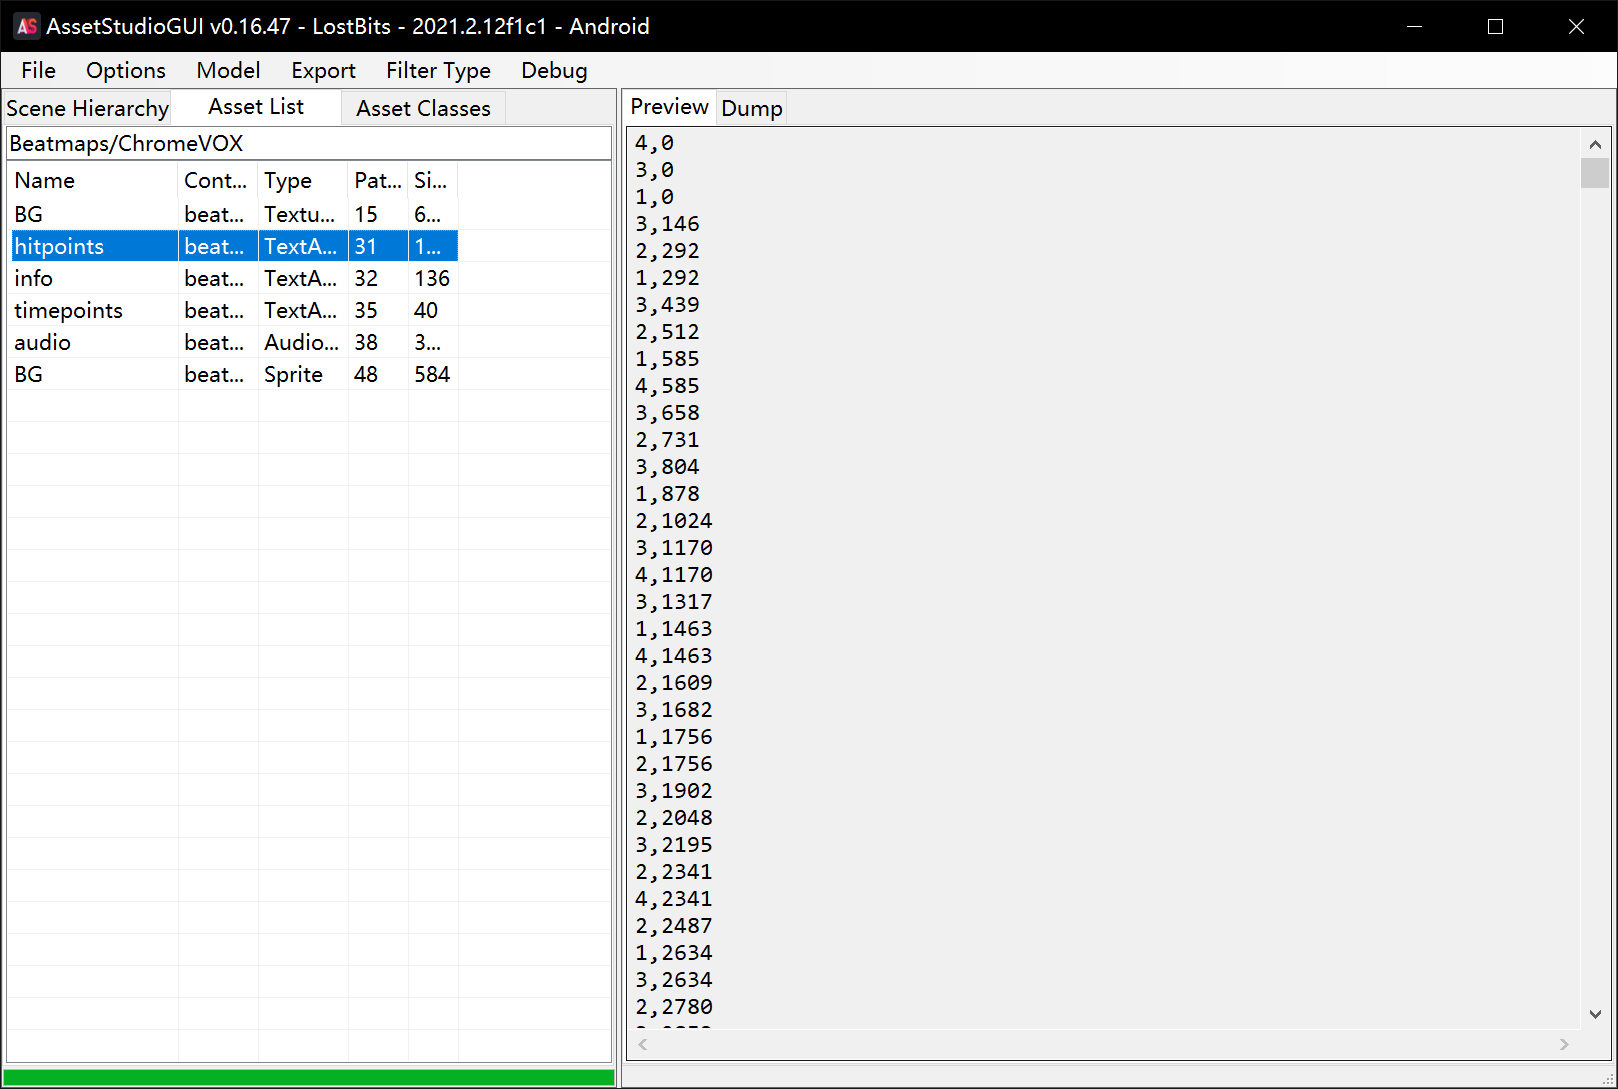 AssetStudioGUI v0.16.47 - LostBits - 2021.2.12f1c1 - Android
File Options Model Export Filter Type Debug
Scene Hierarchy Asset List Asset Classes
Beatmaps/ChromeVOX
Name Cont... Type Pat... Si...
BG beat... Textu... 15 6...
hitpoints beat... TextA... 31 1...
info beat... TextA... 32 136
timepoints beat... TextA... 35 40
audio beat... Audio... 38 3...
BG beat... Sprite 48 584
Preview Dump
4,0
3,0
1,0
3,146
2,292
1,292
3,439
2,512
1,585
4,585
3,658
2,731
3,804
1,878
2,1024
3,1170
4,1170
3,1317
1,1463
4,1463
2,1609
3,1682
1,1756
2,1756
3,1902
2,2048
3,2195
2,2341
4,2341
2,2487
1,2634
3,2634
2,2780